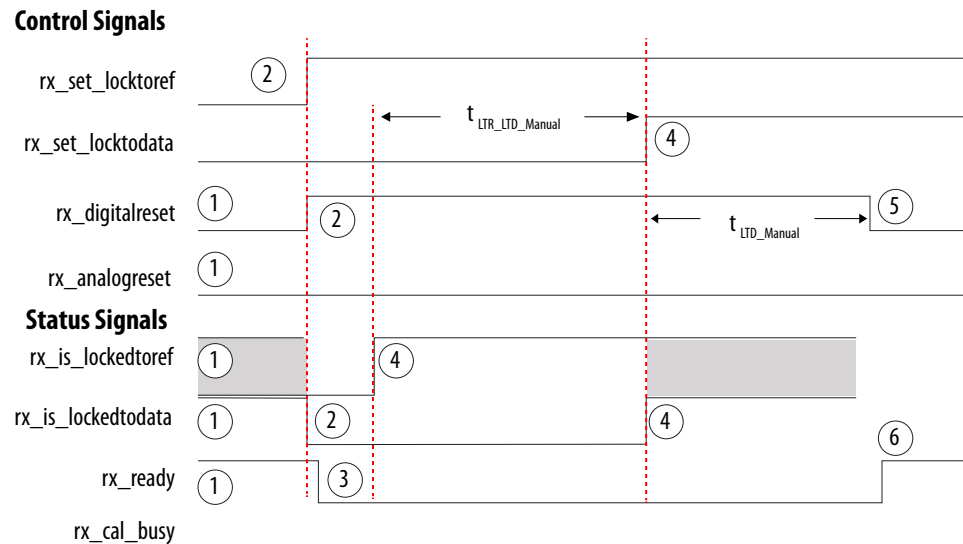 Control Signals
rx_set_locktoref
2
rx_set_locktodata
t LTR_LTD_Manual
4
rx_digitalreset
1
2
t LTD_Manual
5
rx_analogreset
1
Status Signals
rx_is_lockedtoref
1
4
rx_is_lockedtodata
1
2
4
rx_ready
1
3
6
rx_cal_busy